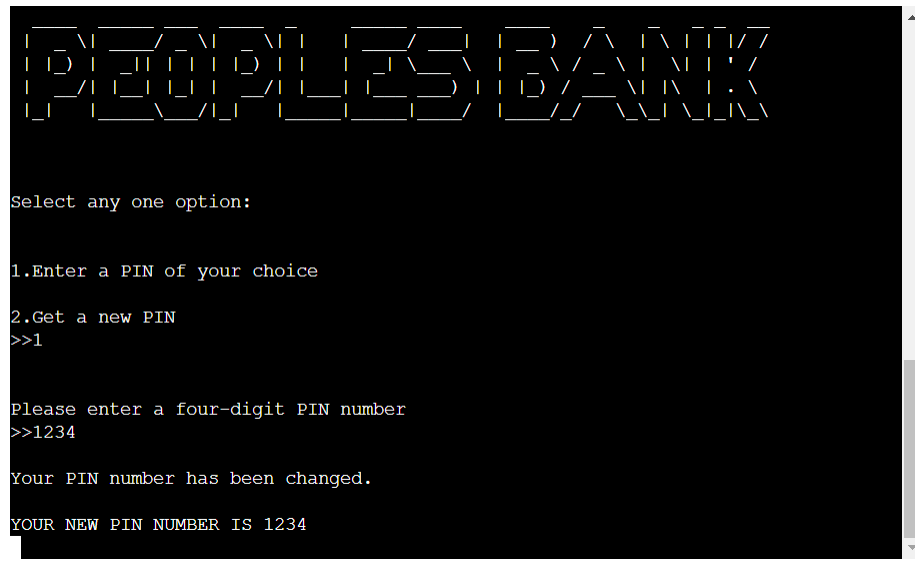 PEOPLES BANK
Select any one option:
1.Enter a PIN of your choice
2.Get a new PIN
>>1
Please enter a four-digit PIN number
>>1234
Your PIN number has been changed.
YOUR NEW PIN NUMBER IS 1234